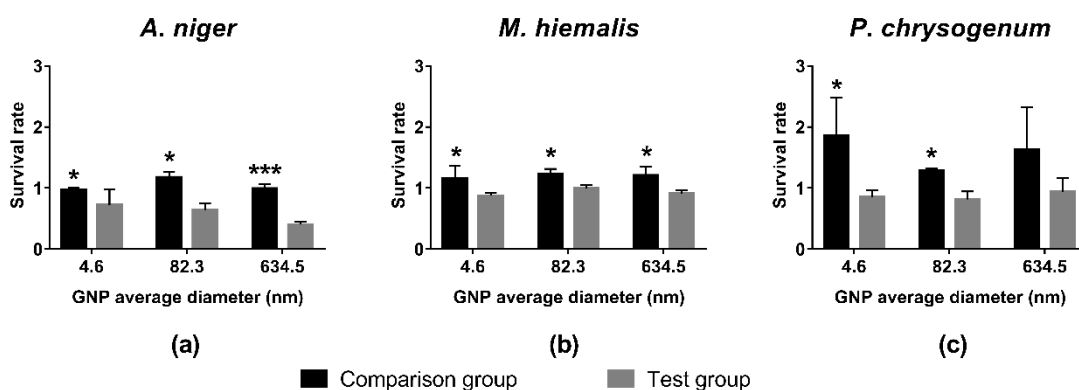 A. niger
M. hiemalis
P. chrysogenum
Survival rate
3
2
1
0
*
*
***
4.6
82.3
634.5
GNP average diameter (nm)
(a)
Survival rate
3
2
1
0
*
*
*
4.6
82.3
634.5
GNP average diameter (nm)
(b)
Survival rate
3
2
1
0
*
*
4.6
82.3
634.5
GNP average diameter (nm)
(c)
Comparison group
Test group